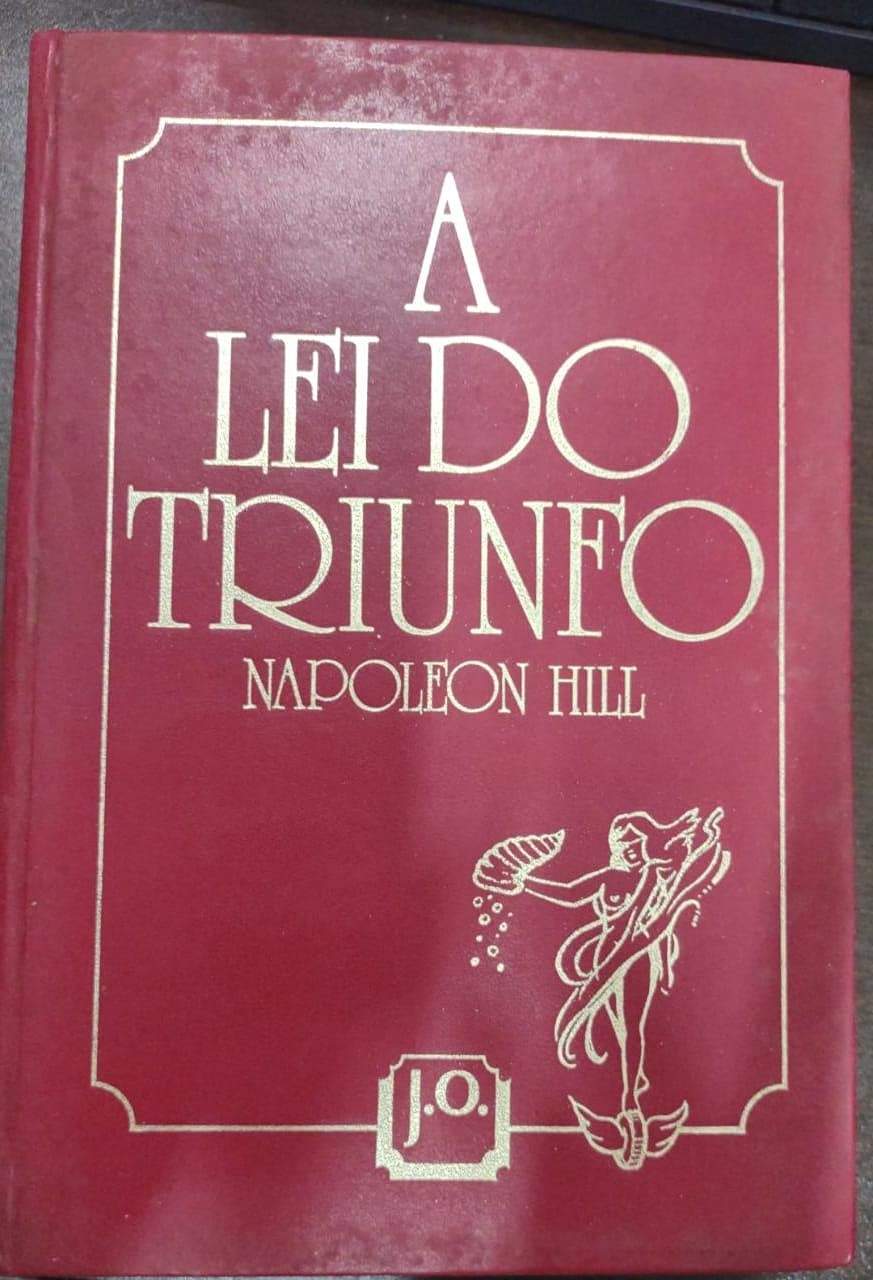 A
LEI DO
TRIUNFO
NAPOLEON HILL
J.O.